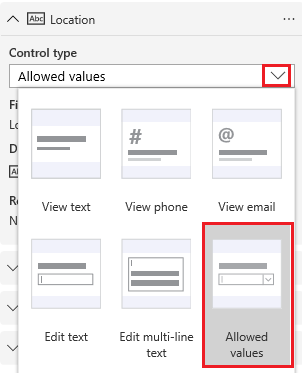 Abc Location
Control type
Allowed values
Fi
Lo
D
Re
N
#
@
View text
View phone
View email
Edit text
Edit multi-line
text
Allowed
values